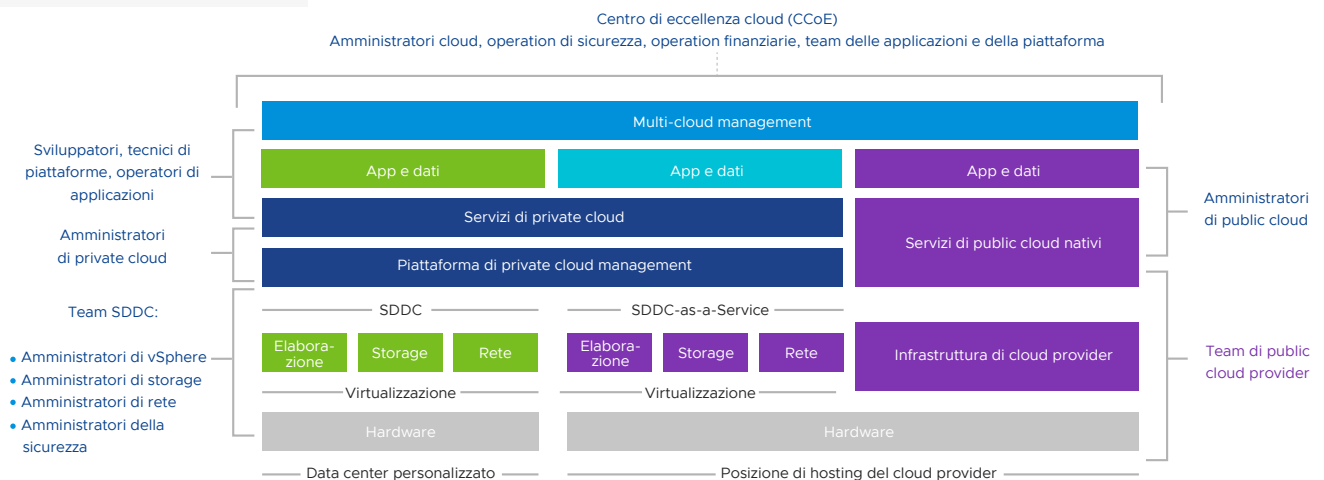 Centro di eccellenza cloud (CCoE)
Amministratori cloud, operation di sicurezza, operation finanziarie, team delle applicazioni e della piattaforma
Multi-cloud management
Sviluppatori, tecnici di
piattaforme, operatori di
applicazioni
App e dati
App e dati
App e dati
Servizi di private cloud
Servizi di public cloud nativi
Amministratori
di public cloud
Amministratori
di private cloud
Piattaforma di private cloud management
Team SDDC:
• Amministratori di vSphere
• Amministratori di storage
• Amministratori di rete
• Amministratori della
sicurezza
SDDC
SDDC-as-a-Service
Elabora-
zione
Storage
Rete
Elabora-
zione
Storage
Rete
Infrastruttura di cloud provider
Team di public
cloud provider
Virtualizzazione
Virtualizzazione
Hardware
Hardware
Data center personalizzato
Posizione di hosting del cloud provider